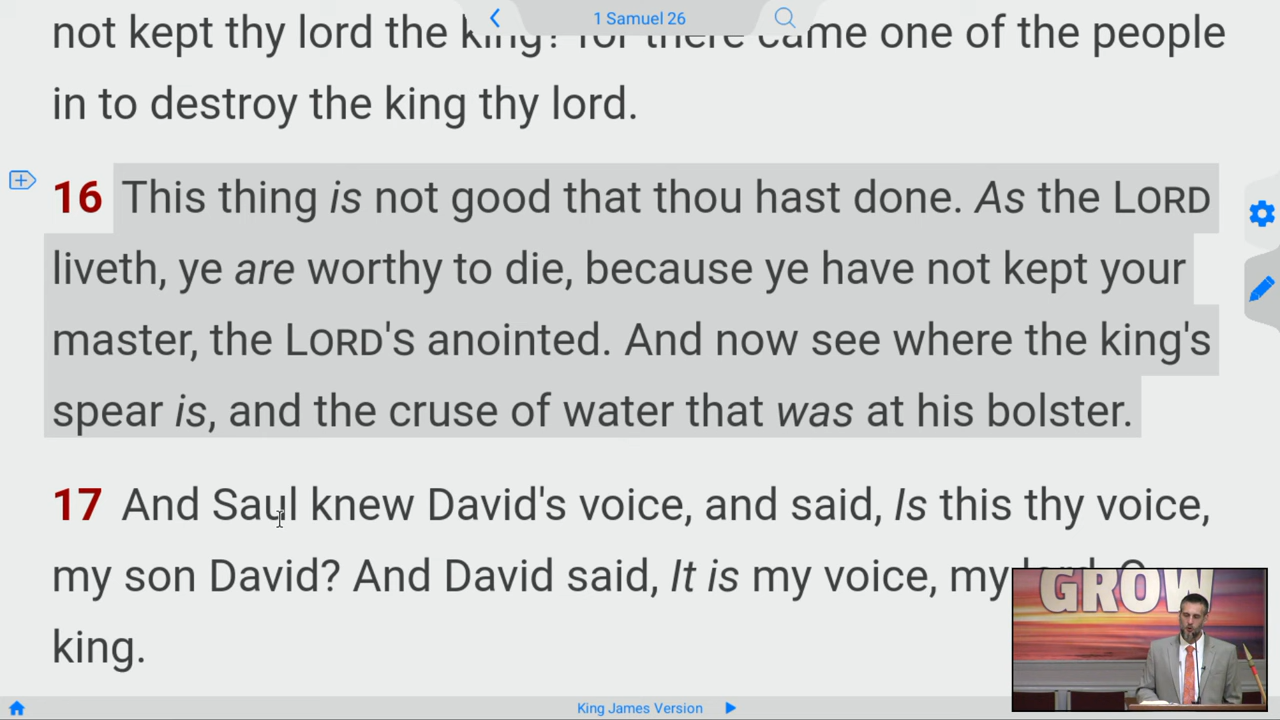 1 Samuel 26
not kept thy lord the king? for there came one of the people
in to destroy the king thy lord.
16 This thing is not good that thou hast done. As the LORD
liveth, ye are worthy to die, because ye have not kept your
master, the LORD'S anointed. And now see where the king's
spear is, and the cruse of water that was at his bolster.
17 And Saul knew David's voice, and said, Is this thy voice,
my son David? And David said, It is my voice, my lord, O
king.
GROW
King James Version